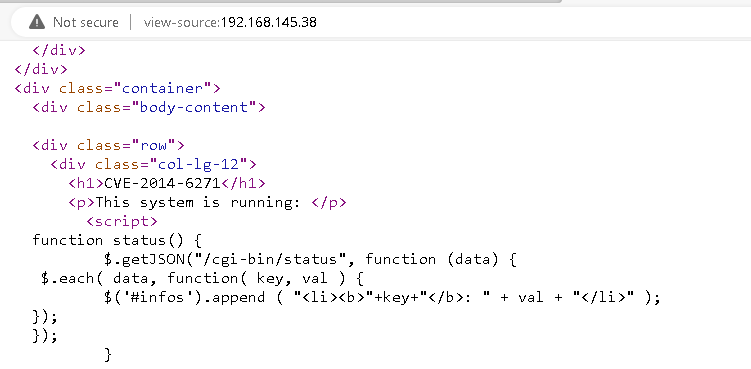 Not secure | view-source:192.168.145.38
</div>
</div>
<div class="container">
<div class="body-content">
<div class="row">
<div class="col-lg-12">
<h1>CVE-2014-6271</h1>
<p>This system is running: </p>
<script>
function status() {
$.getJSON("/cgi-bin/status", function (data) {
$.each( data, function( key, val ) {
$('#infos').append ( "<li><b>"+key+"</b>: " + val + "</li>" );
});
});
}